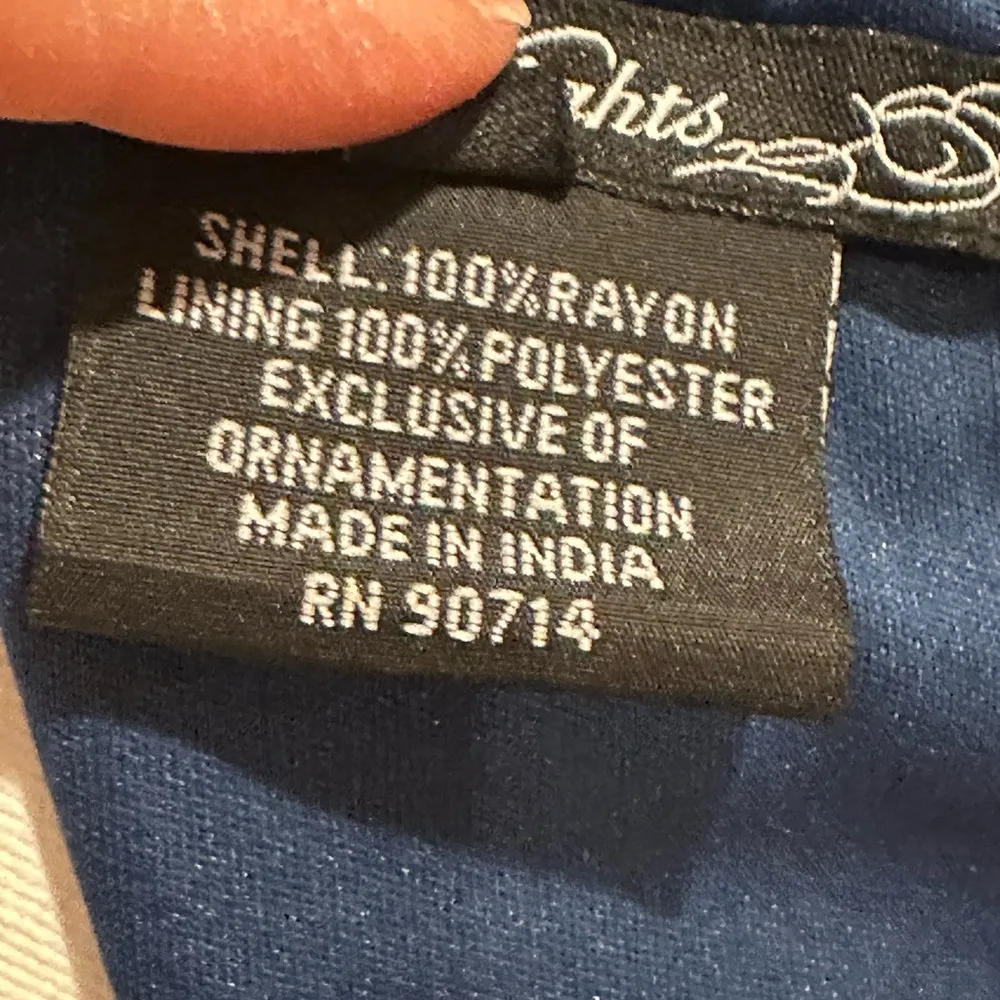 SHELL:100%RAYON
LINING 100%POLYESTER
EXCLUSIVE OF
ORNAMENTATION
MADE IN INDIA
RN 90714